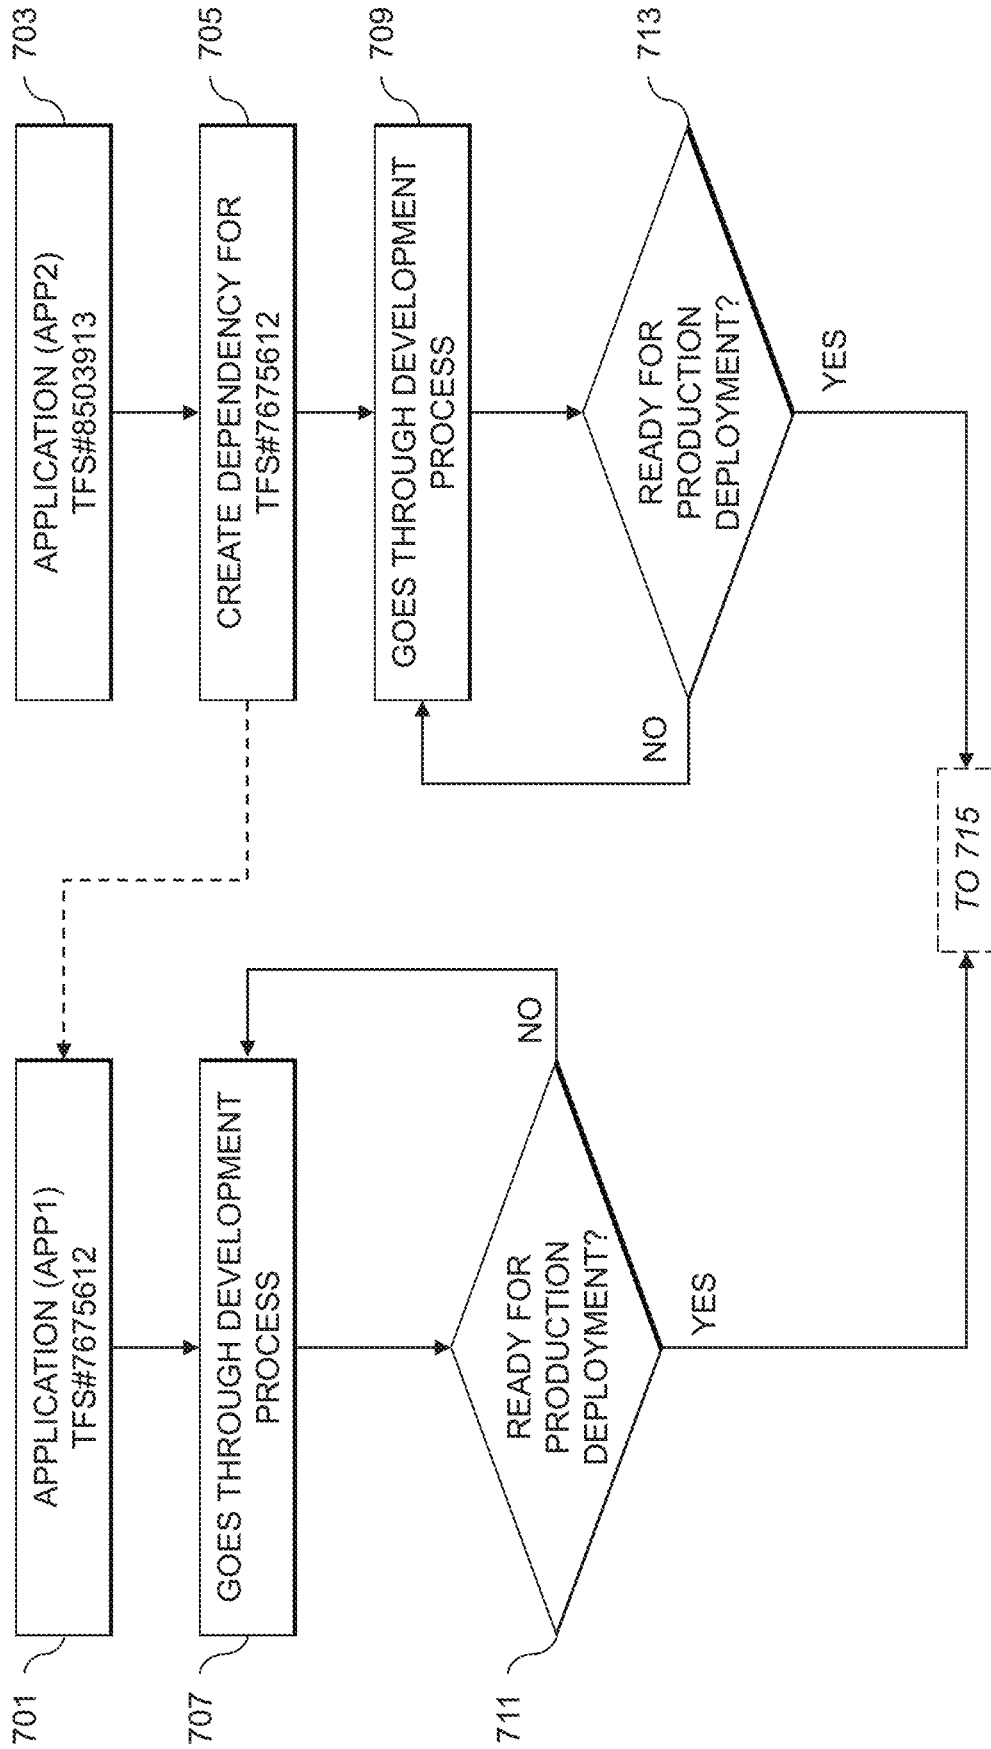 701
APPLICATION (APP1)
TFS#7675612
707
GOES THROUGH DEVELOPMENT
PROCESS
711
READY FOR
PRODUCTION
DEPLOYMENT?
NO
YES
703
APPLICATION (APP2)
TFS#8503913
705
CREATE DEPENDENCY FOR
TFS#7675612
709
GOES THROUGH DEVELOPMENT
PROCESS
713
READY FOR
PRODUCTION
DEPLOYMENT?
NO
YES
TO 715